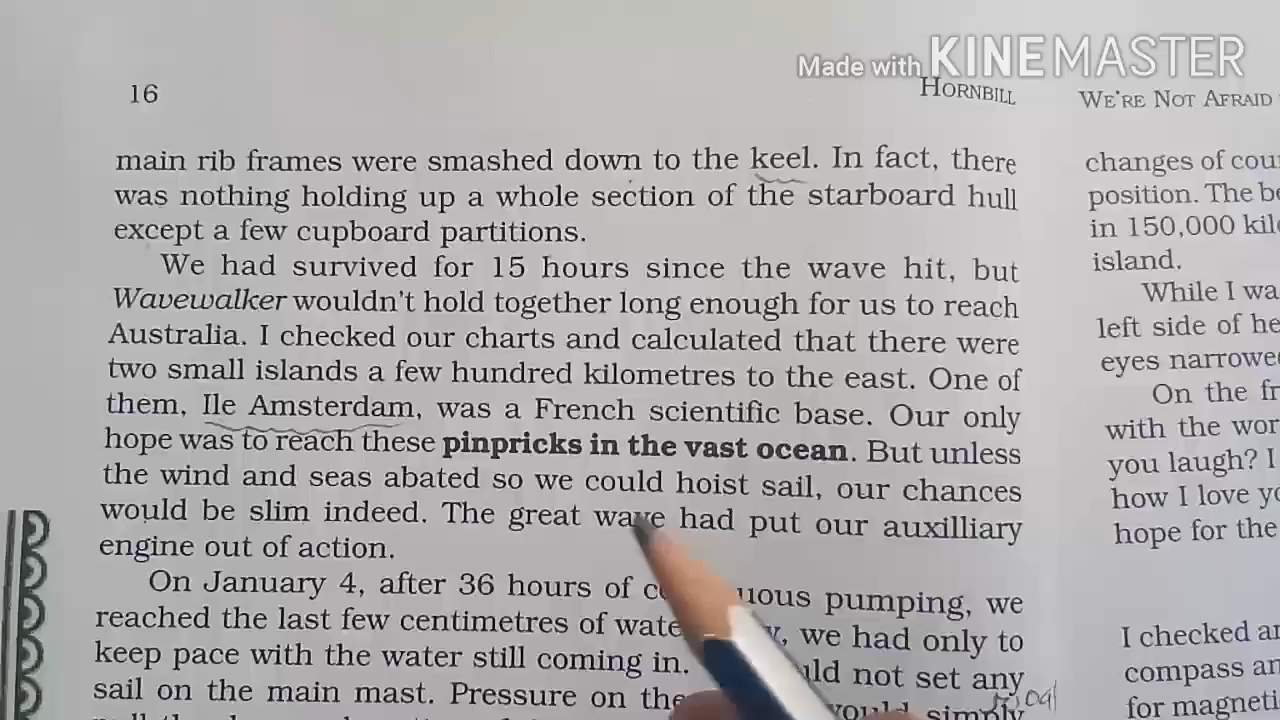 Made with KINEMASTER
16
HORNBILL
main rib frames were smashed down to the keel. In fact, there
was nothing holding up a whole section of the starboard hull
except a few cupboard partitions.
We had survived for 15 hours since the wave hit, but
Wavewalker wouldn't hold together long enough for us to reach
Australia. I checked our charts and calculated that there were
two small islands a few hundred kilometres to the east. One of
them, Ile Amsterdam, was a French scientific base. Our only
hope was to reach these pinpricks in the vast ocean. But unless
the wind and seas abated so we could hoist sail, our chances
would be slim indeed. The great wave had put our auxilliary
engine out of action.
On January 4, after 36 hours of uous pumping, we
reached the last few centimetres of wate , we had only to
keep pace with the water still coming in. ld not set any
sail on the main mast. Pressure on the would simply
WE'RE NOT AFRAID
changes of cou
position. The b
in 150,000 kil
island.
While I wa
left side of he
eyes narrowe
On the fr
with the wor
you laugh? I
how I love yo
hope for the
I checked a
compass an
for magneti